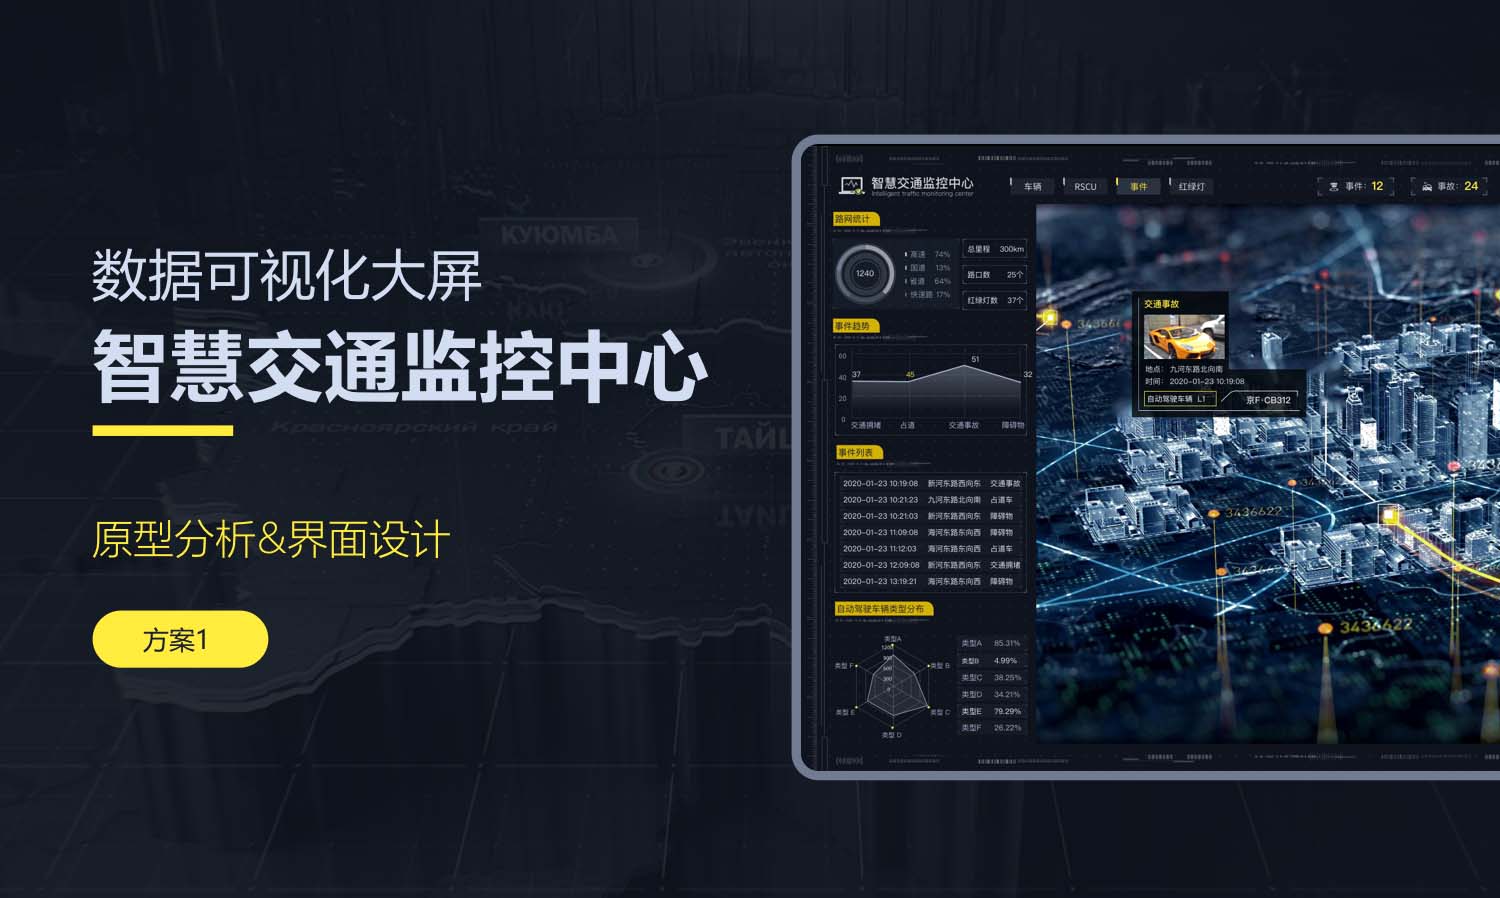 数据可视化大屏
智慧交通监控中心
原型分析&界面设计
方案1
КУЮМБА
Красноярский край
智慧交通监控中心
Intelligent traffic monitoring center
车辆
RSCU
事件
红绿灯
事件: 12
事故: 24
路网统计
1240
高速 74%
国道 13%
省道 64%
快速路 17%
总里程 300km
路口数 25个
红绿灯数 37个
事件趋势
60
40
20
0
37
45
51
32
交通拥堵 占道 交通事故 障碍物
事件列表
2020-01-23 10:19:08 新河东路西向东 交通事故
2020-01-23 10:21:23 九河东路北向南 占道车
2020-01-23 10:21:03 新河东路西向东 障碍物
2020-01-23 11:09:08 海河东路东向西 障碍物
2020-01-23 11:12:03 海河东路东向西 占道车
2020-01-23 12:09:08 新河东路西向东 交通拥堵
2020-01-23 13:19:21 海河东路东向西 障碍物
自动驾驶车辆类型分布
类型A
类型 B
类型 C
类型 D
类型 E
类型 F
1200
900
600
300
0
类型A 85.31%
类型B 4.99%
类型C 38.25%
类型D 34.21%
类型E 79.29%
类型F 26.22%
交通事故
地点: 九河东路北向南
时间: 2020-01-23 10:19:08
自动驾驶车辆 L1
京F·CB312
3436622
3436622